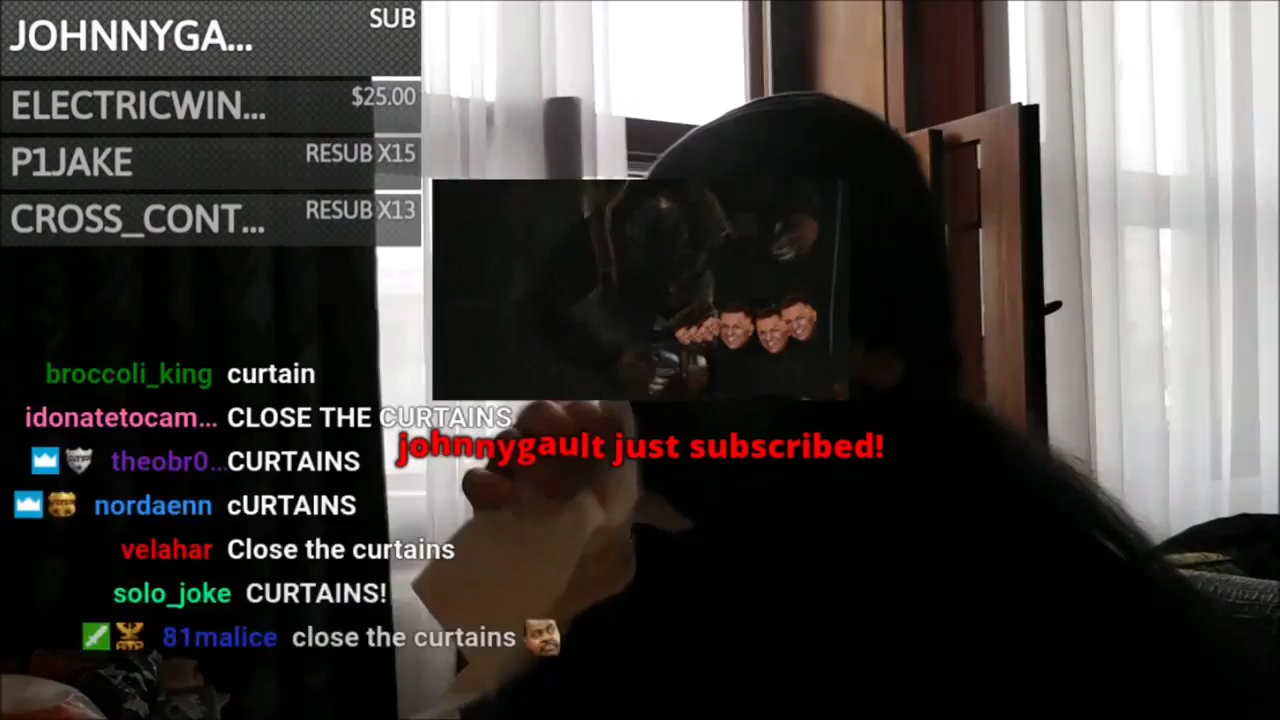 JOHNNYGA... SUB
ELECTRICWIN... $25.00
P1JAKE RESUB X15
CROSS_CONT... RESUB X13
broccoli_king curtain
idonatetocam... CLOSE THE CURTAINS
johnnygault just subscribed!
theobr0... CURTAINS
nordaenn cURTAINS
velahar Close the curtains
solo_joke CURTAINS!
81malice close the curtains